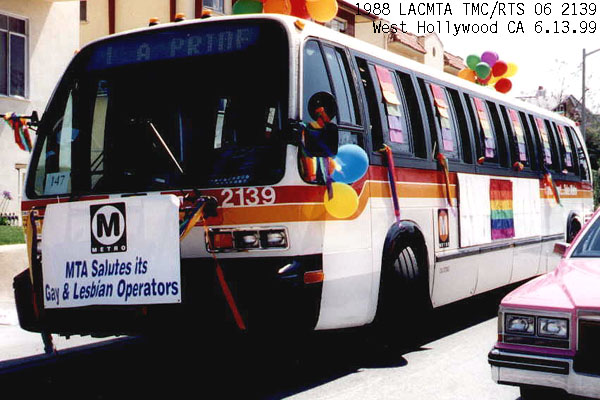 1988 LACMTA TMC/RTS 06 2139
West Hollywood CA 6.13.99
L A PRIDE
147
2139
M
METRO
MTA Salutes its
Gay & Lesbian Operators